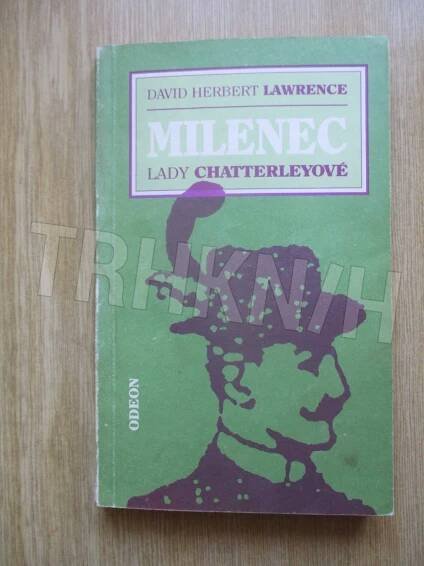 DAVID HERBERT LAWRENCE
MILENEC
LADY CHATTERLEYOVÉ
TRHKNIH
ODEON